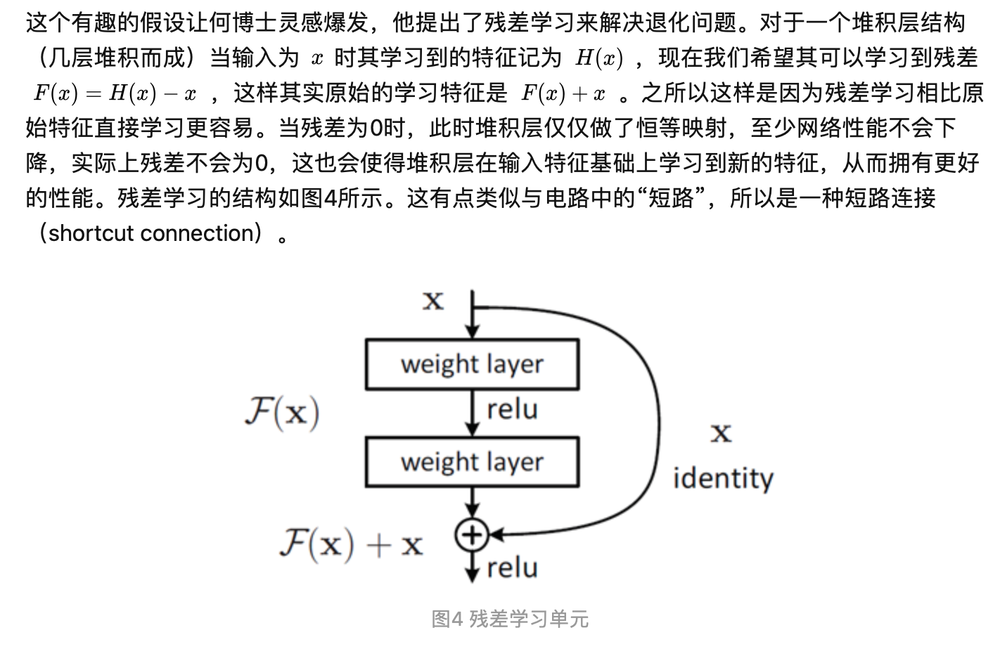 这个有趣的假设让何博士灵感爆发，他提出了残差学习来解决退化问题。对于一个堆积层结构
（几层堆积而成）当输入为 x 时其学习到的特征记为 H(x) ，现在我们希望其可以学习到残差
F(x) = H(x) − x ，这样其实原始的学习特征是 F(x) + x 。之所以这样是因为残差学习相比原
始特征直接学习更容易。当残差为0时，此时堆积层仅仅做了恒等映射，至少网络性能不会下
降，实际上残差不会为0，这也会使得堆积层在输入特征基础上学习到新的特征，从而拥有更好
的性能。残差学习的结构如图4所示。这有点类似与电路中的“短路”，所以是一种短路连接
（shortcut connection）。
x
weight layer
F(x)
relu
x
weight layer
identity
F(x) + x
relu
图4 残差学习单元